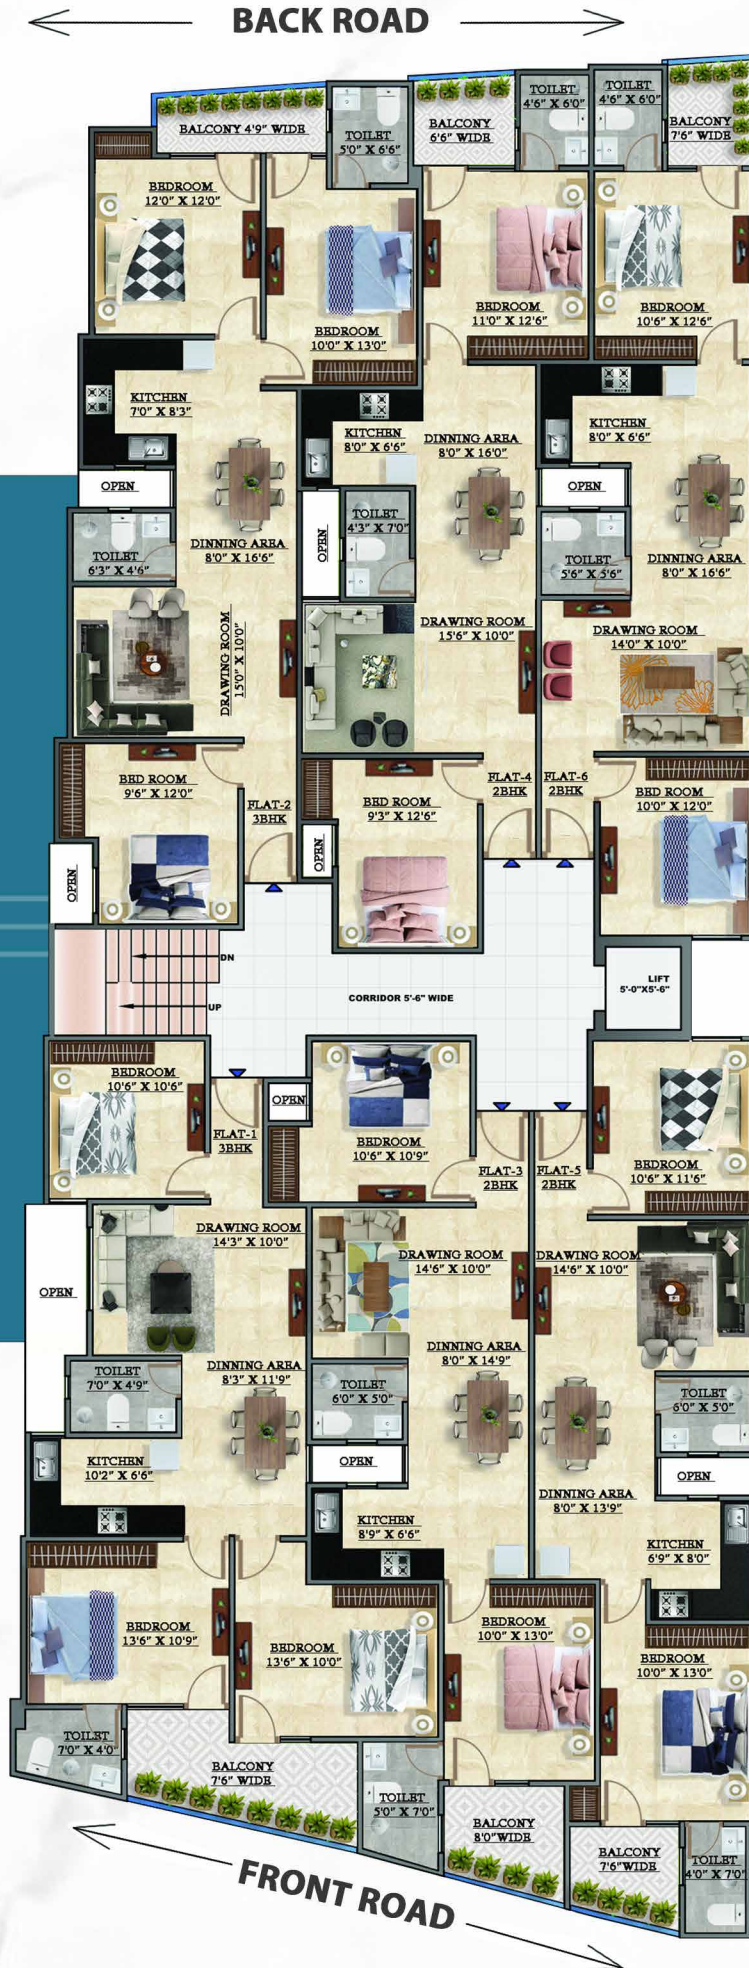 BACK ROAD
BALCONY 4'9" WIDE
TOILET
5'0" X 6'6"
BALCONY
6'6" WIDE
TOILET
4'6" X 6'0"
TOILET
4'6" X 6'0"
BALCONY
7'6" WIDE
BEDROOM
12'0" X 12'0"
BEDROOM
10'0" X 13'0"
BEDROOM
11'0" X 12'6"
BEDROOM
10'6" X 12'6"
KITCHEN
7'0" X 8'3"
KITCHEN
8'0" X 6'6"
DINNING AREA
8'0" X 16'0"
KITCHEN
8'0" X 6'6"
OPEN
OPEN
TOILET
4'3" X 7'0"
OPEN
DINNING AREA
8'0" X 16'6"
TOILET
6'3" X 4'6"
TOILET
5'6" X 5'6"
DINNING AREA
8'0" X 16'6"
DRAWING ROOM
15'0" X 10'0"
DRAWING ROOM
15'6" X 10'0"
DRAWING ROOM
14'0" X 10'0"
BED ROOM
9'6" X 12'0"
FLAT-2
3BHK
BED ROOM
9'3" X 12'6"
FLAT-4
2BHK
FLAT-6
2BHK
BED ROOM
10'0" X 12'0"
OPEN
OPEN
DN
UP
CORRIDOR 5'-6" WIDE
LIFT
5'-0"X5'-6"
BEDROOM
10'6" X 10'6"
FLAT-1
3BHK
OPEN
BEDROOM
10'6" X 10'9"
FLAT-3
2BHK
FLAT-5
2BHK
BEDROOM
10'6" X 11'6"
DRAWING ROOM
14'3" X 10'0"
DRAWING ROOM
14'6" X 10'0"
DRAWING ROOM
14'6" X 10'0"
OPEN
DINNING AREA
8'3" X 11'9"
DINNING AREA
8'0" X 14'9"
TOILET
7'0" X 4'9"
TOILET
6'0" X 5'0"
TOILET
6'0" X 5'0"
KITCHEN
10'2" X 6'6"
OPEN
OPEN
DINNING AREA
8'0" X 13'9"
KITCHEN
8'9" X 6'6"
KITCHEN
6'9" X 8'0"
BEDROOM
13'6" X 10'9"
BEDROOM
13'6" X 10'0"
BEDROOM
10'0" X 13'0"
BEDROOM
10'0" X 13'0"
TOILET
7'0" X 4'0"
BALCONY
7'6" WIDE
TOILET
5'0" X 7'0"
BALCONY
8'0"WIDE
BALCONY
7'6"WIDE
TOILET
4'0" X 7'0"
FRONT ROAD